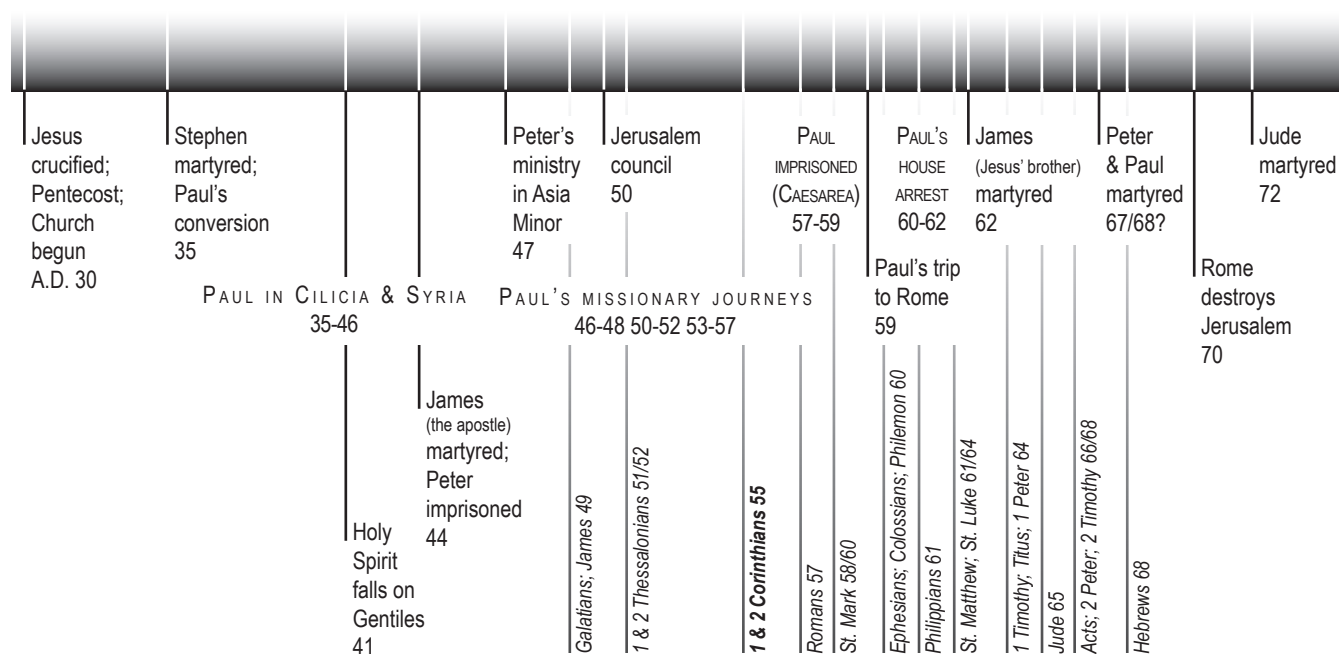 Jesus
crucified;
Pentecost;
Church
begun
A.D. 30
Stephen
martyred;
Paul's
conversion
35
Peter's
ministry
in Asia
Minor
47
Jerusalem
council
50
PAUL
IMPRISONED
(CAESAREA)
57-59
PAUL'S
HOUSE
ARREST
60-62
James
(Jesus' brother)
martyred
62
Peter
& Paul
martyred
67/68?
Jude
martyred
72
PAUL IN CILICIA & SYRIA
35-46
PAUL'S MISSIONARY JOURNEYS
46-48 50-52 53-57
Paul's trip
to Rome
59
Rome
destroys
Jerusalem
70
James
(the apostle)
martyred;
Peter
imprisoned
44
Holy
Spirit
falls on
Gentiles
41
Galatians; James 49
1 & 2 Thessalonians 51/52
1 & 2 Corinthians 55
Romans 57
St. Mark 58/60
Ephesians; Colossians; Philemon 60
Philippians 61
St. Matthew; St. Luke 61/64
1 Timothy; Titus; 1 Peter 64
Jude 65
Acts; 2 Peter; 2 Timothy 66/68
Hebrews 68